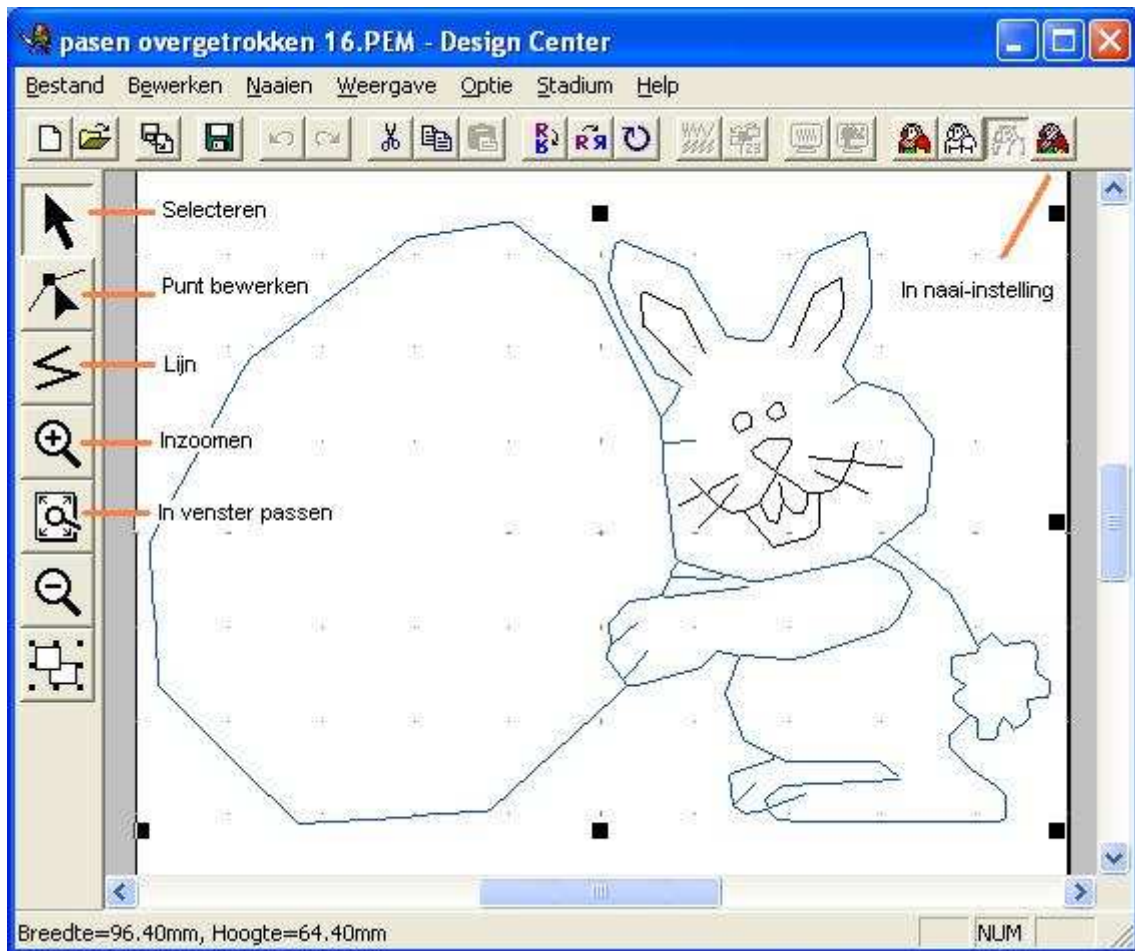 pasen overgetrokken 16.PEM - Design Center
Bestand Bewerken Naaien Weergave Optie Stadium Help
Selecteren
Punt bewerken
In naai-instelling
Lijn
Inzoomen
In venster passen
Breedte=96.40mm, Hoogte=64.40mm
NUM